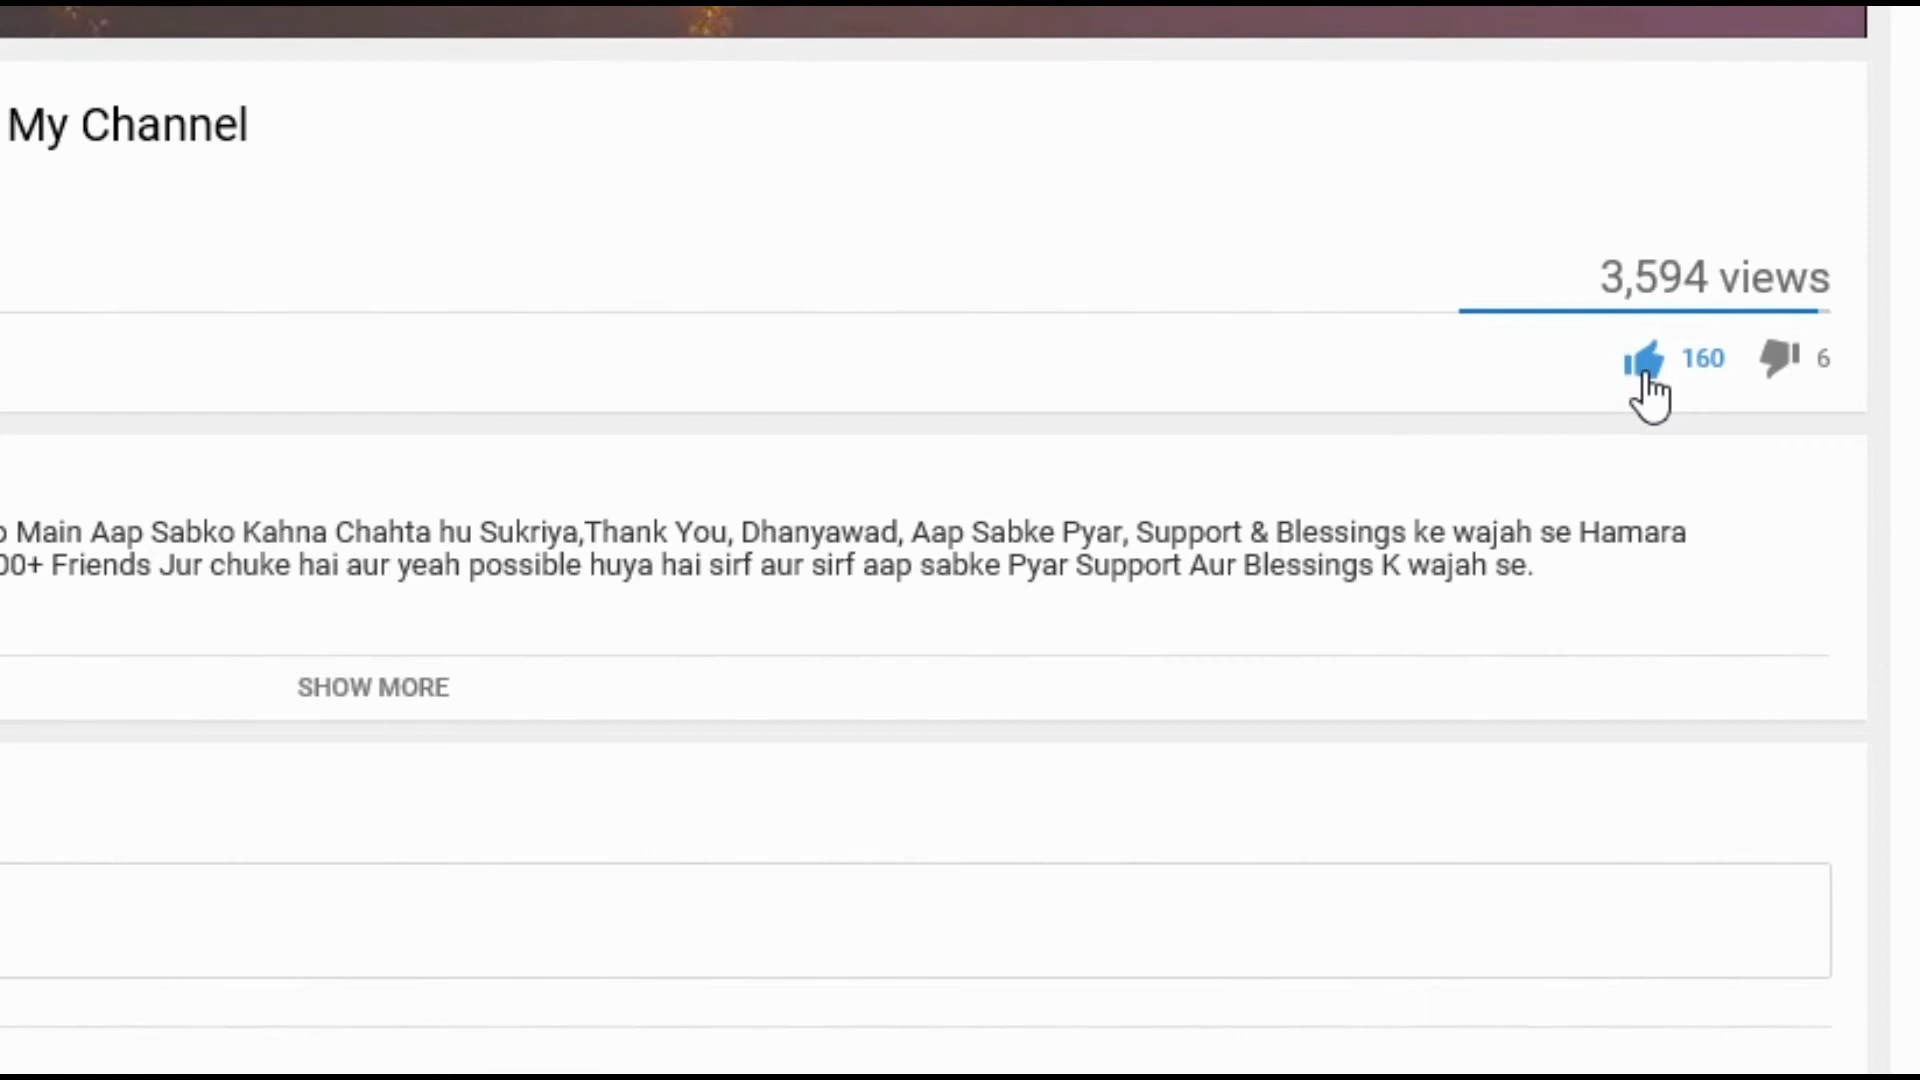 My Channel
3,594 views
160 6
Main Aap Sabko Kahna Chahta hu Sukriya,Thank You, Dhanyawad, Aap Sabke Pyar, Support & Blessings ke wajah se Hamara
00+ Friends Jur chuke hai aur yeah possible huya hai sirf aur sirf aap sabke Pyar Support Aur Blessings K wajah se.
SHOW MORE